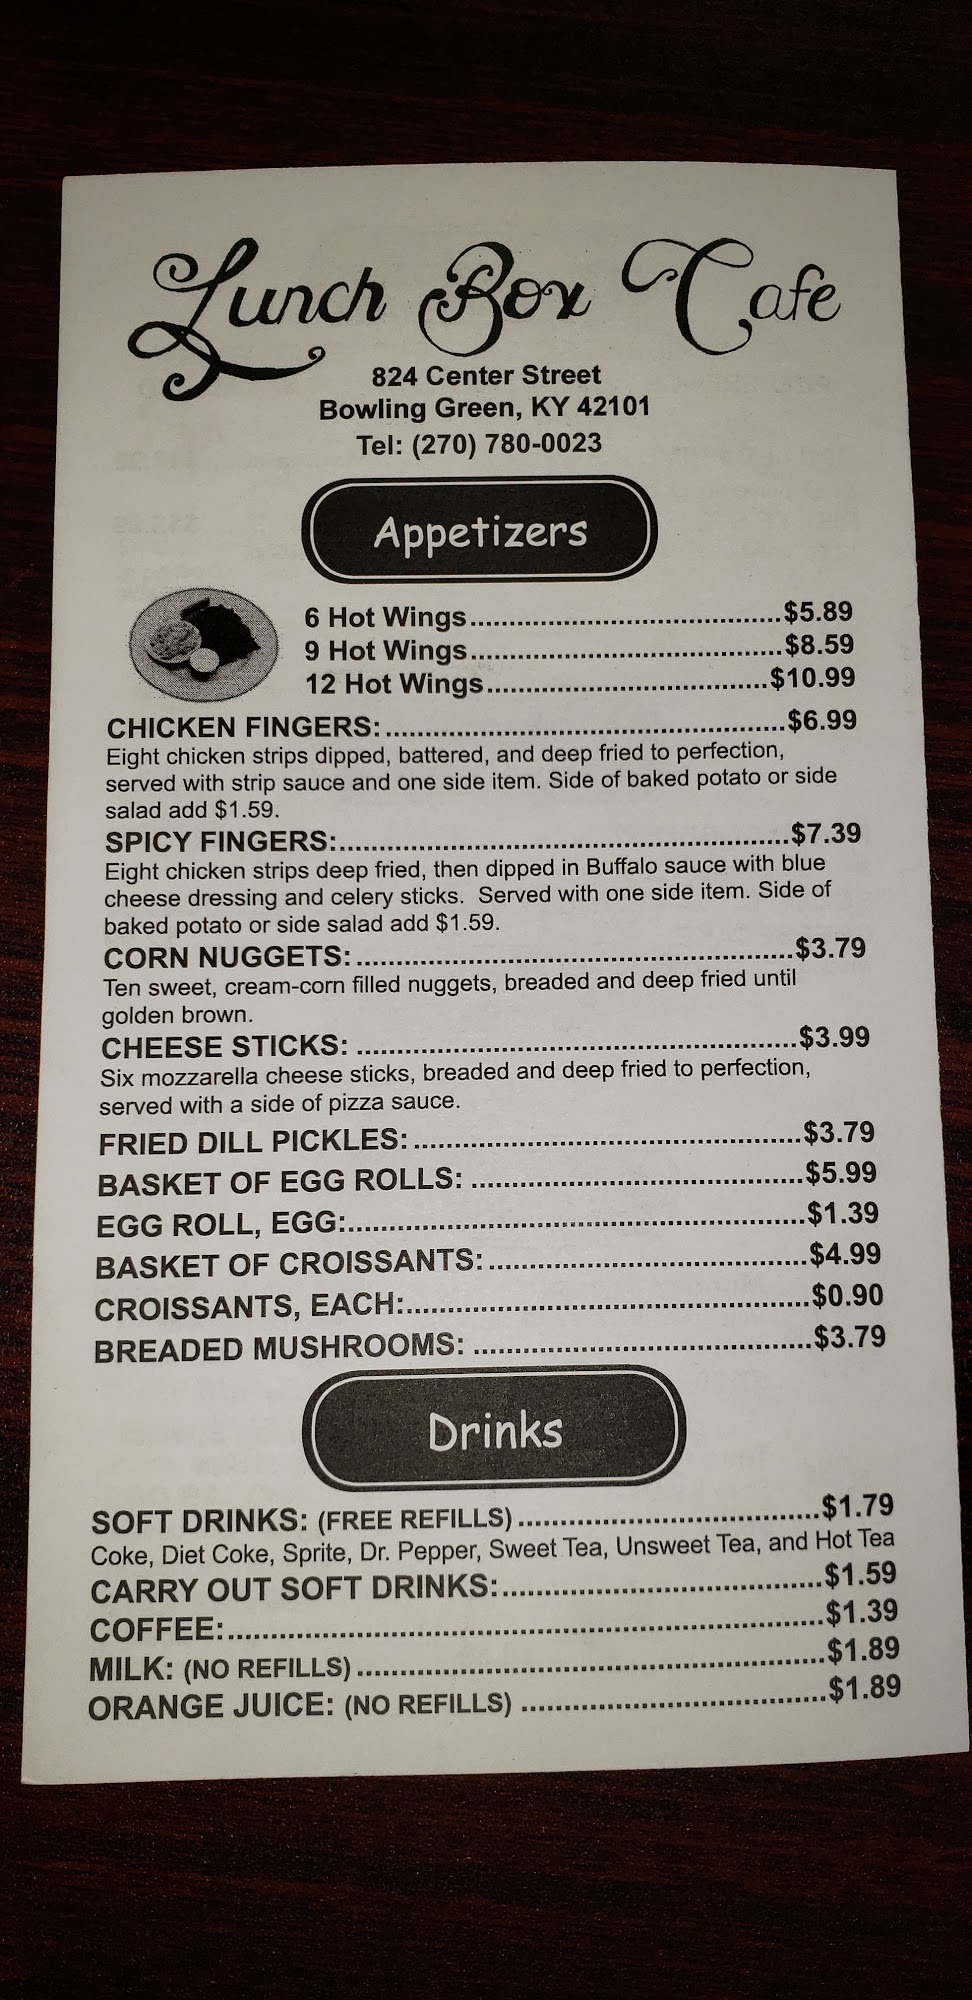 Lunch Box Cafe
824 Center Street
Bowling Green, KY 42101
Tel: (270) 780-0023
Appetizers
6 Hot Wings.......................................$5.89
9 Hot Wings.......................................$8.59
12 Hot Wings...................................$10.99
CHICKEN FINGERS:..................................................$6.99
Eight chicken strips dipped, battered, and deep fried to perfection,
served with strip sauce and one side item. Side of baked potato or side
salad add $1.59.
SPICY FINGERS:........................................................$7.39
Eight chicken strips deep fried, then dipped in Buffalo sauce with blue
cheese dressing and celery sticks. Served with one side item. Side of
baked potato or side salad add $1.59.
CORN NUGGETS:......................................................$3.79
Ten sweet, cream-corn filled nuggets, breaded and deep fried until
golden brown.
CHEESE STICKS: .......................................................$3.99
Six mozzarella cheese sticks, breaded and deep fried to perfection,
served with a side of pizza sauce.
FRIED DILL PICKLES:................................................$3.79
BASKET OF EGG ROLLS: .........................................$5.99
EGG ROLL, EGG:.........................................................$1.39
BASKET OF CROISSANTS:........................................$4.99
CROISSANTS, EACH:..................................................$0.90
BREADED MUSHROOMS: ..........................................$3.79
Drinks
SOFT DRINKS: (FREE REFILLS) .....................................$1.79
Coke, Diet Coke, Sprite, Dr. Pepper, Sweet Tea, Unsweet Tea, and Hot Tea
CARRY OUT SOFT DRINKS:........................................$1.59
COFFEE:..........................................................................$1.39
MILK: (NO REFILLS) ..........................................................$1.89
ORANGE JUICE: (NO REFILLS) ......................................$1.89